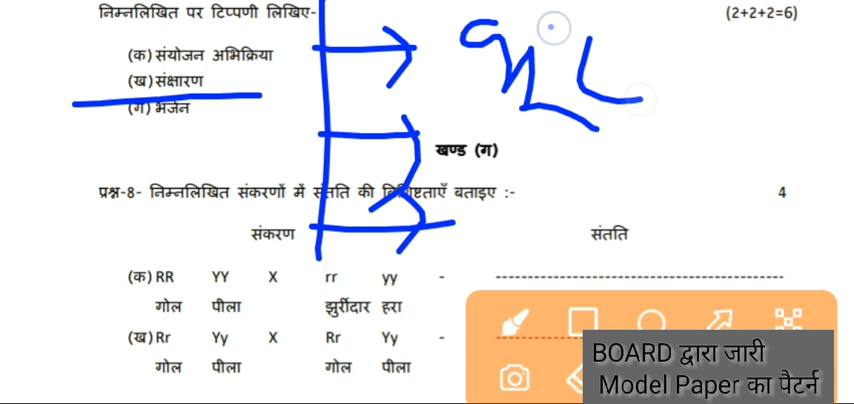 निम्नलिखित पर टिप्पणी लिखिए- (2+2+2=6)
(क) संयोजन अभिक्रिया
(ख) संक्षारण
(ग) भंजेन
खण्ड (ग)
प्रश्न-8- निम्नलिखित संकरणों में संतति की विशिष्टताएँ बताइए :- 4
संकरण संतति
(क) RR YY X rr yy - ----------------------------------------
गोल पीला झुर्रीदार हरा
(ख) Rr Yy X Rr Yy -
गोल पीला गोल पीला
BOARD द्वारा जारी
Model Paper का पैटर्न